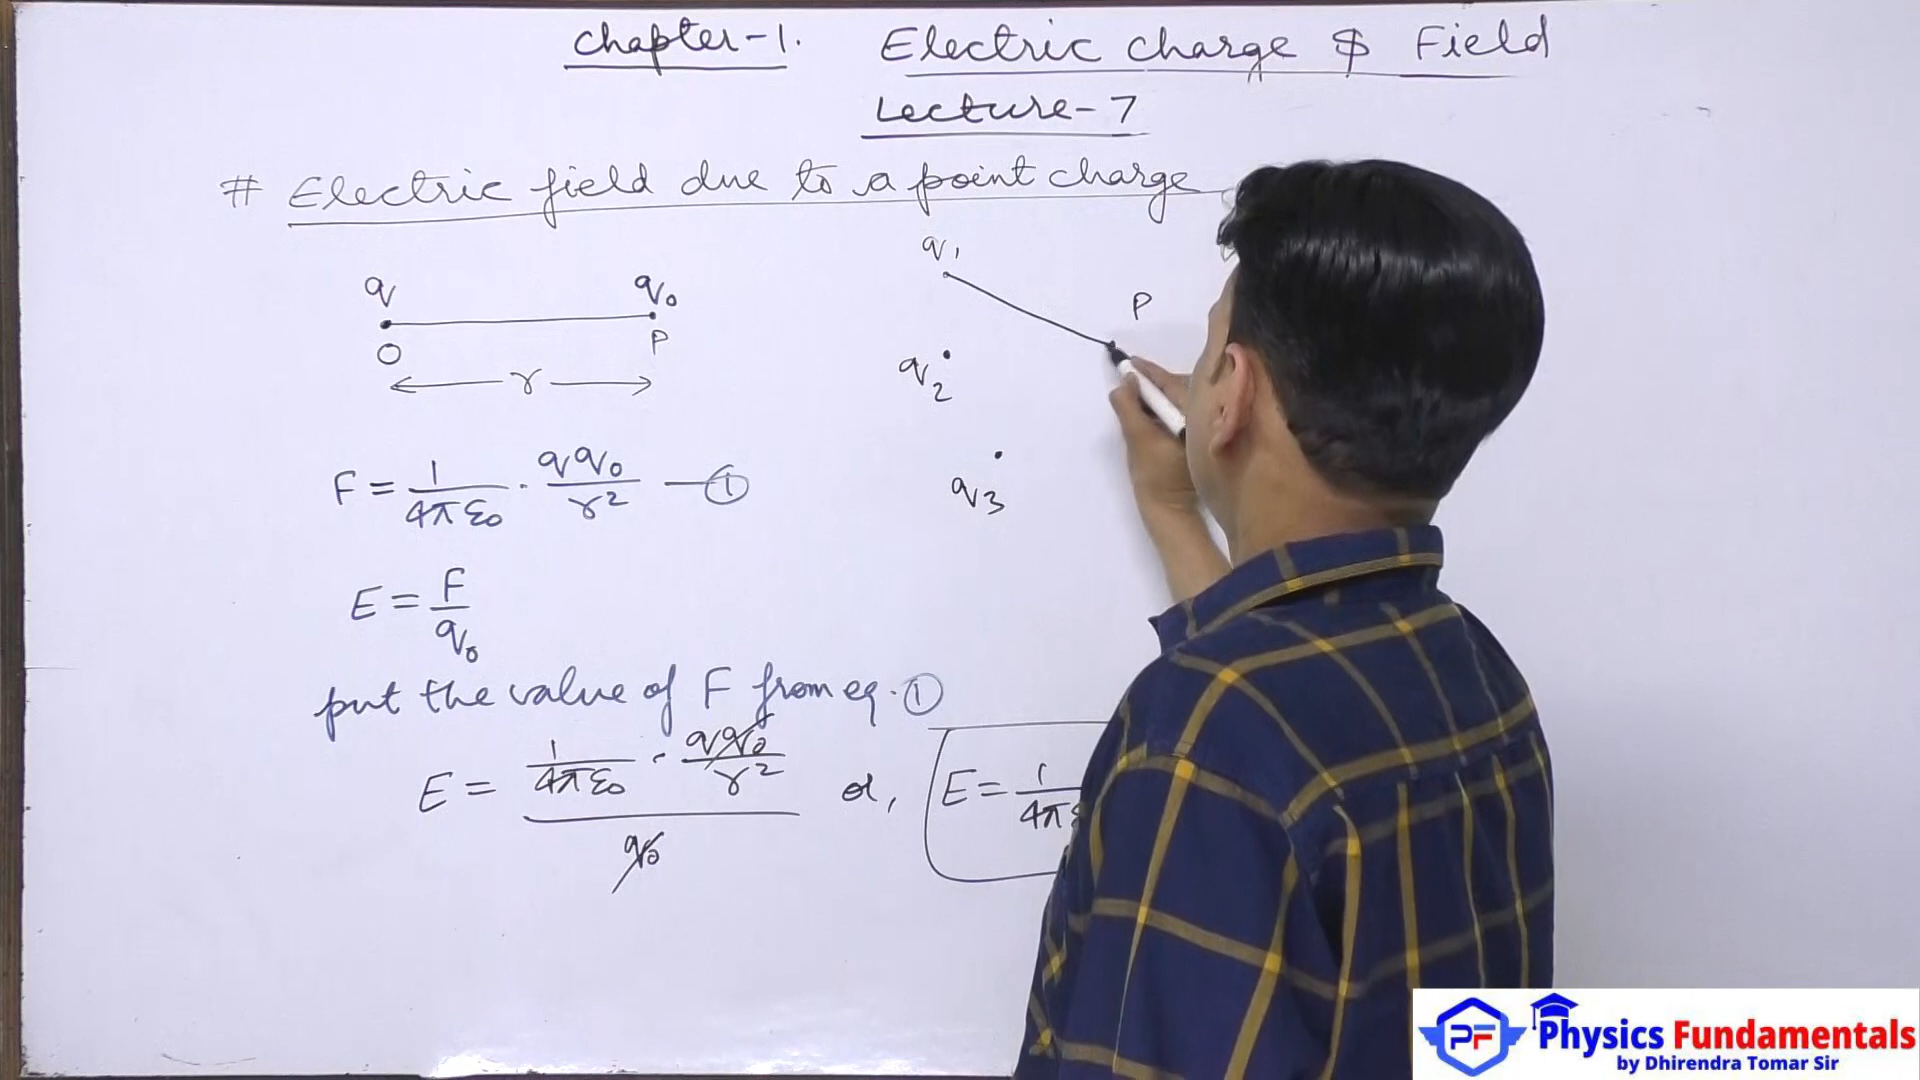 Chapter-1. Electric charge & Field
Lecture-7
# Electric field due to a point charge
q q₀
O P
r
F = 1/4πε₀ · qq₀/r² — ①
E = F/q₀
put the value of F from eq. ①
E = 1/4πε₀ · qq₀/r² / q₀ or, E = 1/4πε
q₁
P
q₂
q₃
PF Physics Fundamentals
by Dhirendra Tomar Sir